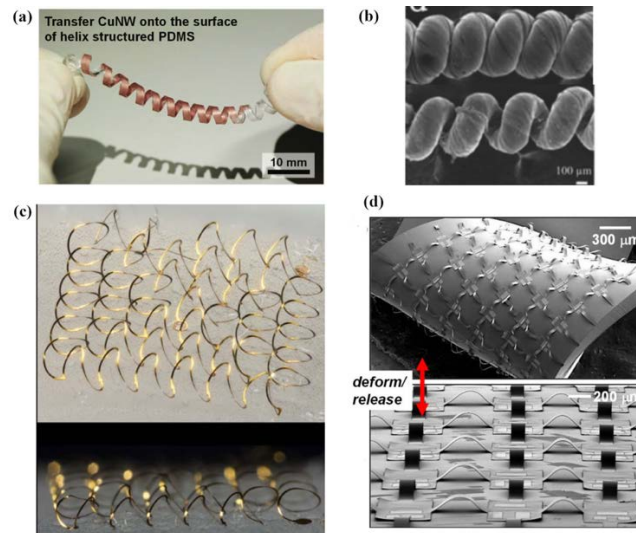 (a)
Transfer CuNW onto the surface
of helix structured PDMS
10 mm
(b)
100 μm
(c)
(d)
300 μm
deform/
release
200 μm